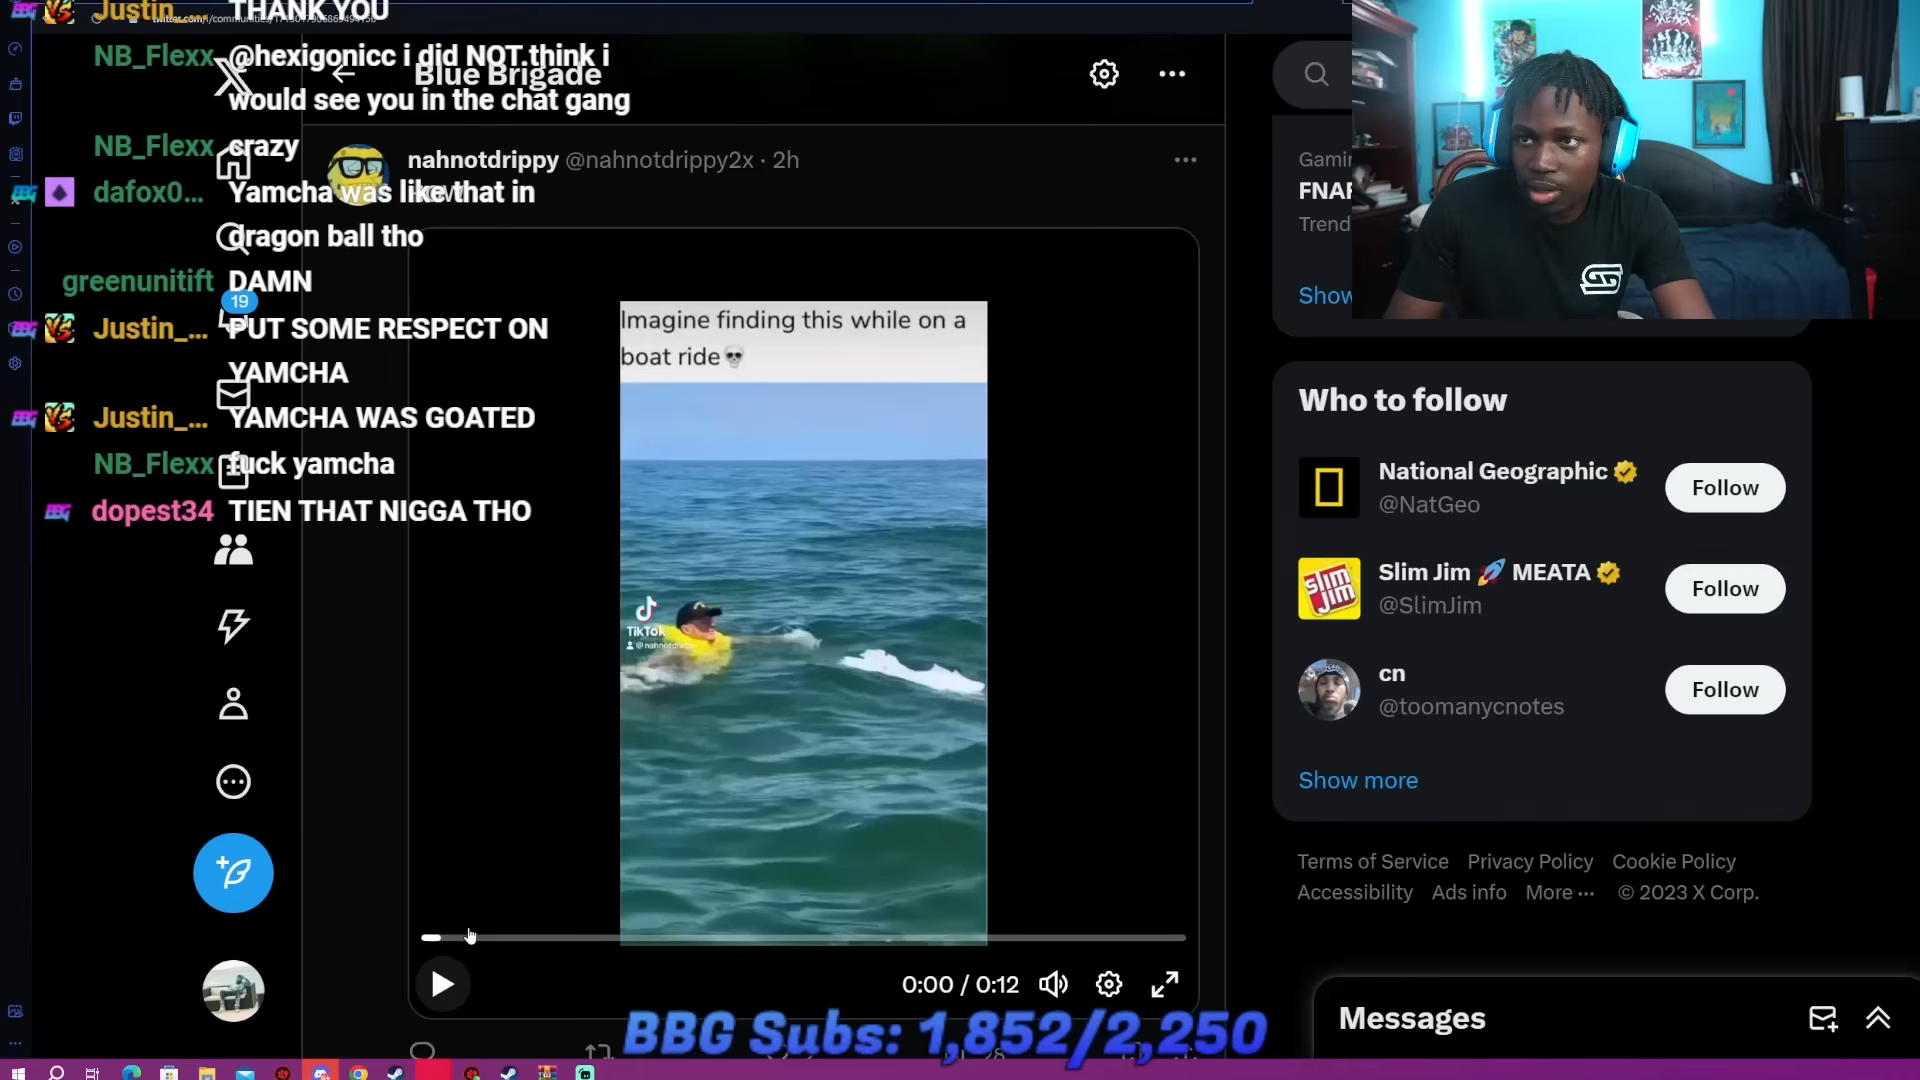 Justin_... THANK YOU
NB_Flexx @hexigonicc i did NOT think i
would see you in the chat gang
NB_Flexx crazy
dafox0... Yamcha was like that in
dragon ball tho
greenunitift DAMN
19
Justin_... PUT SOME RESPECT ON
YAMCHA
Justin_... YAMCHA WAS GOATED
NB_Flexx fuck yamcha
dopest34 TIEN THAT NIGGA THO
Blue Brigade
nahnotdrippy @nahnotdrippy2x · 2h
Imagine finding this while on a
boat ride💀
TikTok
0:00 / 0:12
BBG Subs: 1,852/2,250
Show
Who to follow
National Geographic
@NatGeo
Follow
Slim Jim 🚀 MEATA
@SlimJim
Follow
cn
@toomanycnotes
Follow
Show more
Terms of Service Privacy Policy Cookie Policy
Accessibility Ads info More ··· © 2023 X Corp.
Messages